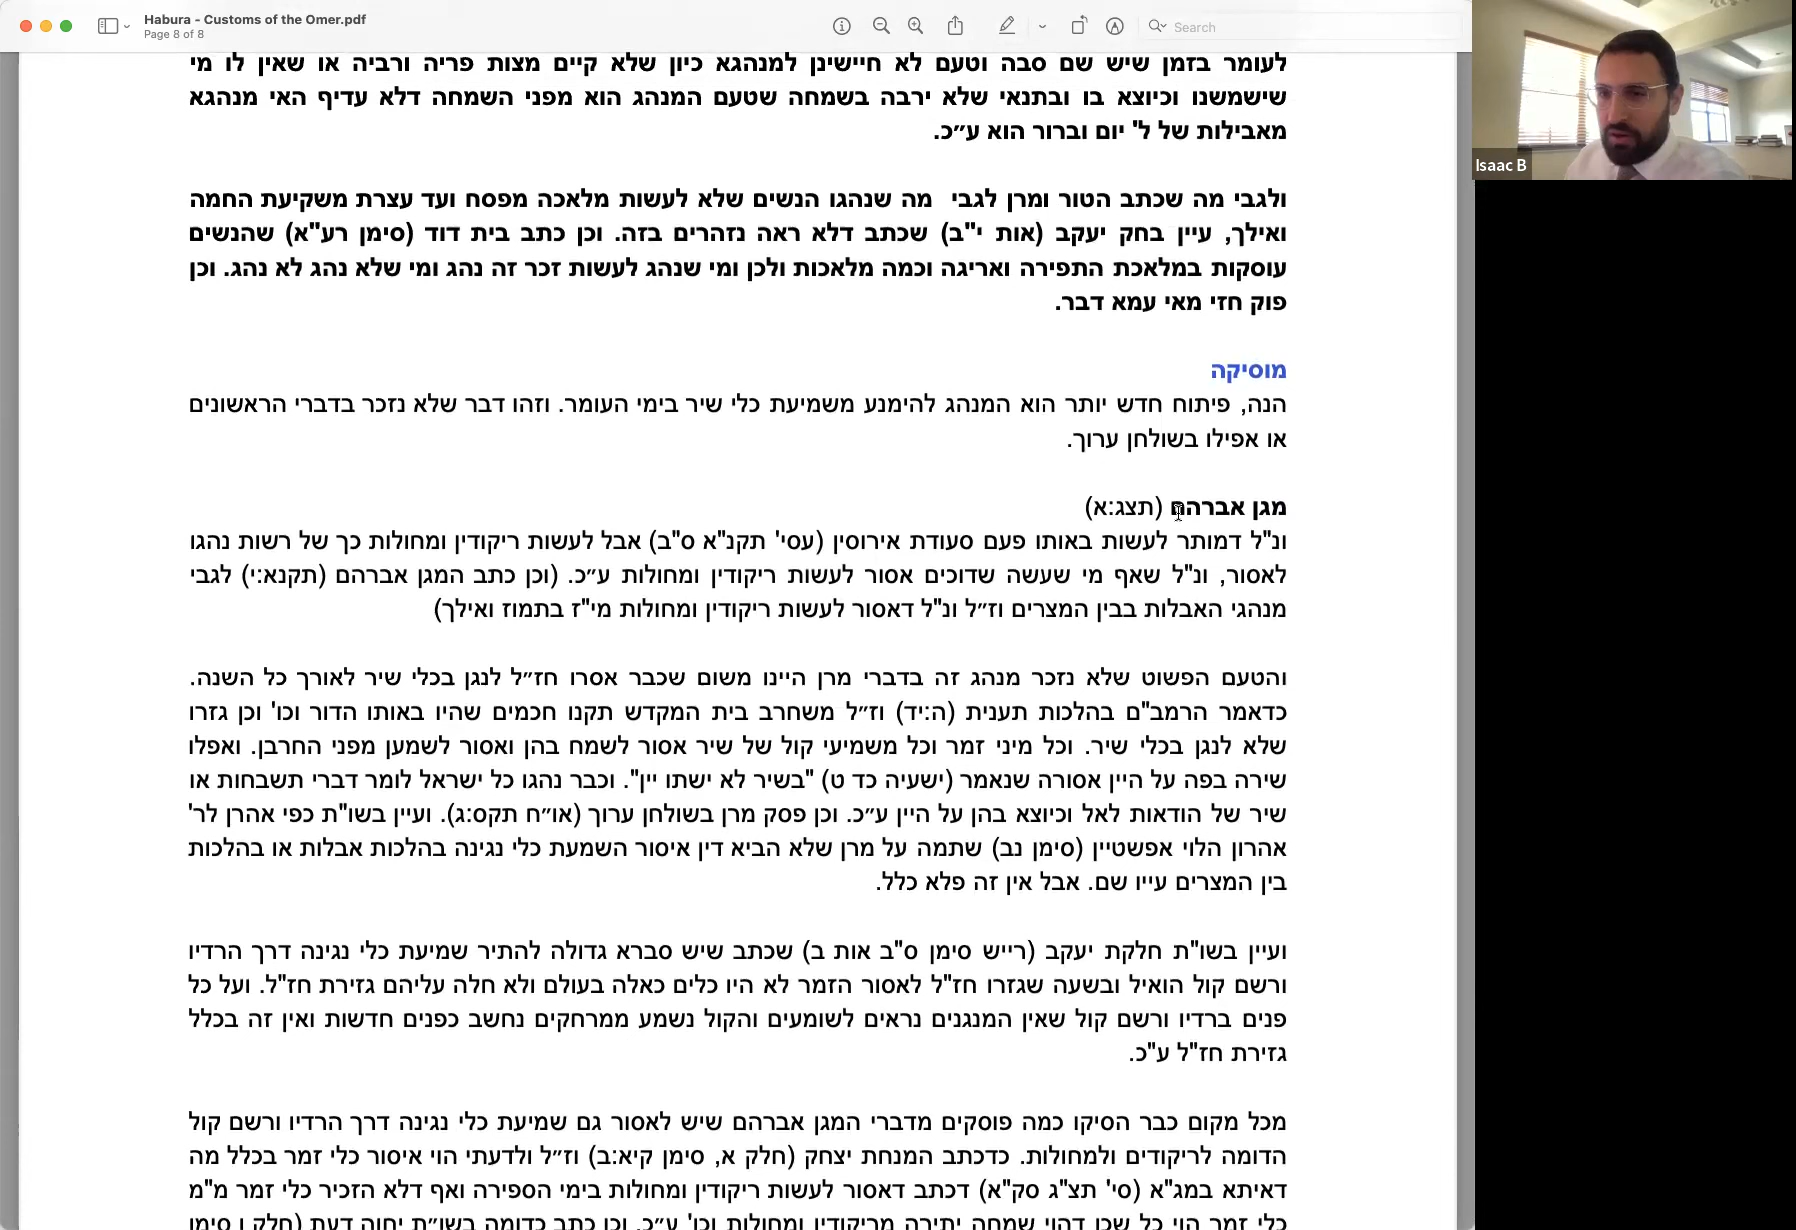 Habura - Customs of the Omer.pdf
Page 8 of 8
Search
Isaac B
לעומר בזמן שיש שם סבה וטעם לא חיישינן למנהגא כיון שלא קיים מצות פריה ורביה או שאין לו מי
שישמשנו וכיוצא בו ובתנאי שלא ירבה בשמחה שטעם המנהג הוא מפני השמחה דלא עדיף האי מנהגא
מאבילות של ל' יום וברור הוא ע״כ.
ולגבי מה שכתב הטור ומרן לגבי מה שנהגו הנשים שלא לעשות מלאכה מפסח ועד עצרת משקיעת החמה
ואילך, עיין בחק יעקב (אות י"ב) שכתב דלא ראה נזהרים בזה. וכן כתב בית דוד (סימן רע"א) שהנשים
עוסקות במלאכת התפירה ואריגה וכמה מלאכות ולכן ומי שנהג לעשות זכר זה נהג ומי שלא נהג לא נהג. וכן
פוק חזי מאי עמא דבר.
מוסיקה
הנה, פיתוח חדש יותר הוא המנהג להימנע משמיעת כלי שיר בימי העומר. וזהו דבר שלא נזכר בדברי הראשונים
או אפילו בשולחן ערוך.
מגן אברהם (תצג:א)
ונ"ל דמותר לעשות באותו פעם סעודת אירוסין (עסי' תקנ"א ס"ב) אבל לעשות ריקודין ומחולות כך של רשות נהגו
לאסור, ונ"ל שאף מי שעשה שדוכים אסור לעשות ריקודין ומחולות ע״כ. (וכן כתב המגן אברהם (תקנא:י) לגבי
מנהגי האבלות בבין המצרים וז״ל ונ"ל דאסור לעשות ריקודין ומחולות מי"ז בתמוז ואילך)
והטעם הפשוט שלא נזכר מנהג זה בדברי מרן היינו משום שכבר אסרו חז״ל לנגן בכלי שיר לאורך כל השנה.
כדאמר הרמב"ם בהלכות תענית (ה:יד) וז״ל משחרב בית המקדש תקנו חכמים שהיו באותו הדור וכו' וכן גזרו
שלא לנגן בכלי שיר. וכל מיני זמר וכל משמיעי קול של שיר אסור לשמח בהן ואסור לשמען מפני החרבן. ואפלו
שירה בפה על היין אסורה שנאמר (ישעיה כד ט) "בשיר לא ישתו יין". וכבר נהגו כל ישראל לומר דברי תשבחות או
שיר של הודאות לאל וכיוצא בהן על היין ע״כ. וכן פסק מרן בשולחן ערוך (או״ח תקס:ג). ועיין בשו"ת כפי אהרן לר'
אהרון הלוי אפשטיין (סימן נב) שתמה על מרן שלא הביא דין איסור השמעת כלי נגינה בהלכות אבלות או בהלכות
בין המצרים עייו שם. אבל אין זה פלא כלל.
ועיין בשו"ת חלקת יעקב (רייש סימן ס"ב אות ב) שכתב שיש סברא גדולה להתיר שמיעת כלי נגינה דרך הרדיו
ורשם קול הואיל ובשעה שגזרו חז"ל לאסור הזמר לא היו כלים כאלה בעולם ולא חלה עליהם גזירת חז"ל. ועל כל
פנים ברדיו ורשם קול שאין המנגנים נראים לשומעים והקול נשמע ממרחקים נחשב כפנים חדשות ואין זה בכלל
גזירת חז"ל ע"כ.
מכל מקום כבר הסיקו כמה פוסקים מדברי המגן אברהם שיש לאסור גם שמיעת כלי נגינה דרך הרדיו ורשם קול
הדומה לריקודים ולמחולות. כדכתב המנחת יצחק (חלק א, סימן קיא:ב) וז״ל ולדעתי הוי איסור כלי זמר בכלל מה
דאיתא במג"א (סי' תצ"ג סק"א) דכתב דאסור לעשות ריקודין ומחולות בימי הספירה ואף דלא הזכיר כלי זמר מ"מ
כלי זמר הוי כל שכן דהוי שמחה יתירה מריקודין ומחולות וכו' ע״כ. וכן כתב כדומה בשו״ת יחוה דעת (חלק ו סימן